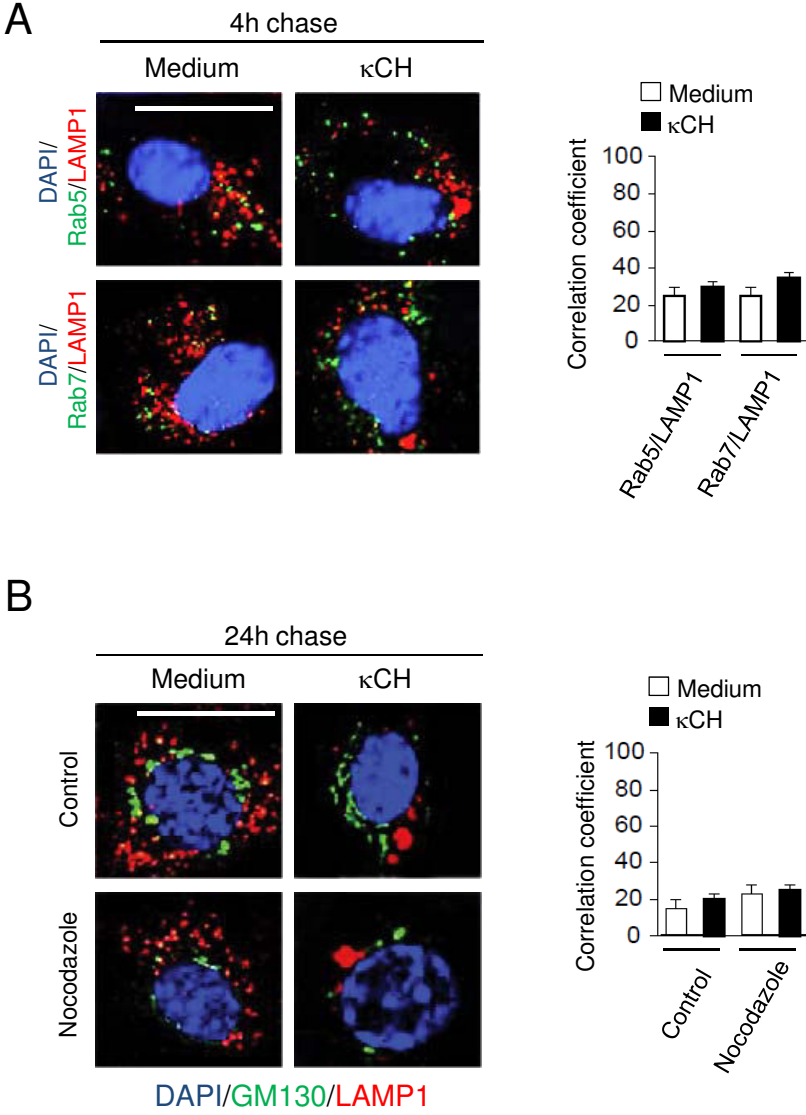 A
4h chase
Medium κCH
DAPI/
Rab5/LAMP1
DAPI/
Rab7/LAMP1
Medium
κCH
Correlation coefficient
100
80
60
40
20
0
Rab5/LAMP1
Rab7/LAMP1
B
24h chase
Medium κCH
Control
Nocodazole
DAPI/GM130/LAMP1
Medium
κCH
Correlation coefficient
100
80
60
40
20
0
Control
Nocodazole